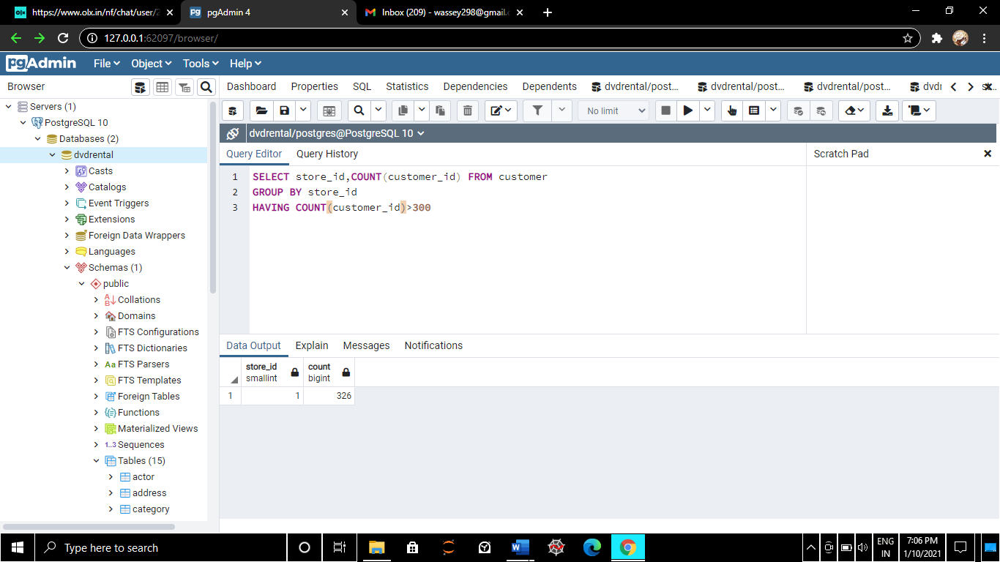 https://www.olx.in/nf/chat/user/2
pgAdmin 4
Inbox (209) - wassey298@gmail.c
127.0.0.1:62097/browser/
pgAdmin
File
Object
Tools
Help
Browser
Dashboard
Properties
SQL
Statistics
Dependencies
Dependents
dvdrental/post...
dvdrental/post...
dvdrental/post...
No limit
dvdrental/postgres@PostgreSQL 10
Query Editor
Query History
Scratch Pad
1 SELECT store_id,COUNT(customer_id) FROM customer
2 GROUP BY store_id
3 HAVING COUNT(customer_id)>300
Data Output
Explain
Messages
Notifications
store_id
smallint
count
bigint
1 1 326
Servers (1)
PostgreSQL 10
Databases (2)
dvdrental
Casts
Catalogs
Event Triggers
Extensions
Foreign Data Wrappers
Languages
Schemas (1)
public
Collations
Domains
FTS Configurations
FTS Dictionaries
Aa FTS Parsers
FTS Templates
Foreign Tables
Functions
Materialized Views
1..3 Sequences
Tables (15)
actor
address
category
Type here to search
ENG
IN
7:06 PM
1/10/2021